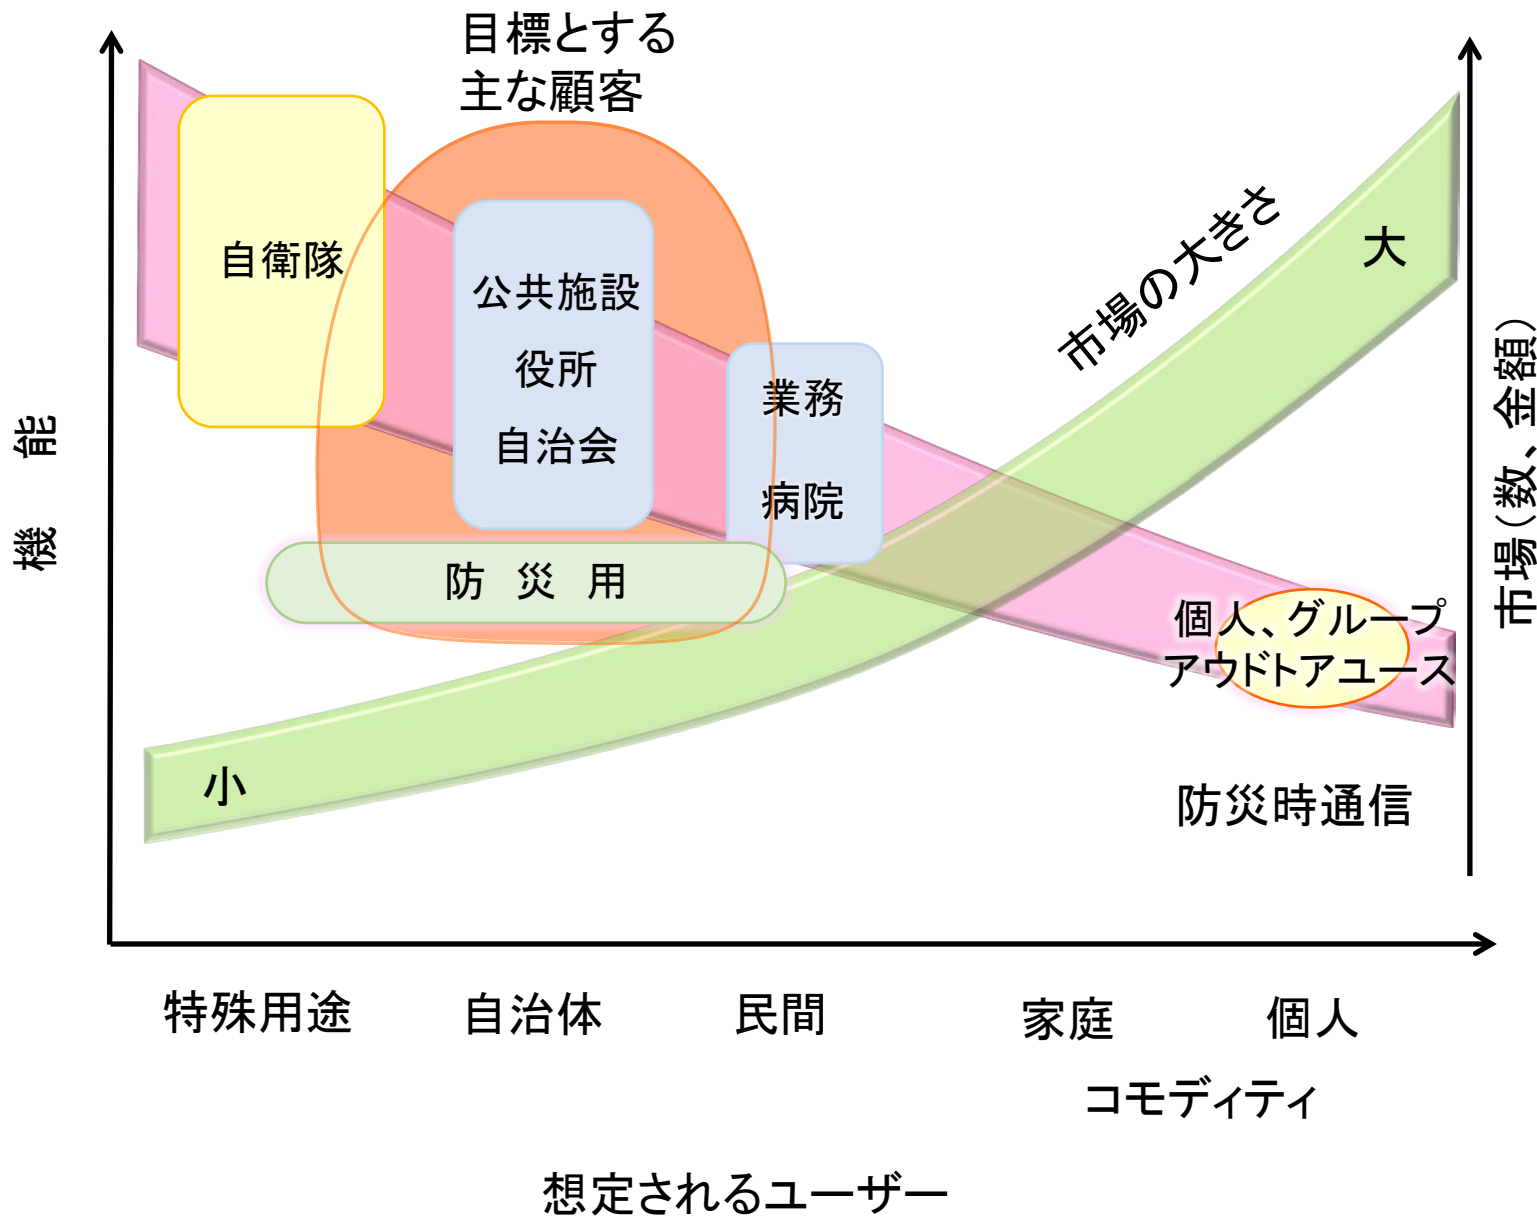 目標とする
主な顧客
自衛隊
公共施設
役所
自治会
業務
病院
防 災 用
市場の大きさ
大
小
個人、グループ
アウドトアユース
防災時通信
機 能
市場（数、金額）
特殊用途
自治体
民間
家庭
個人
コモディティ
想定されるユーザー